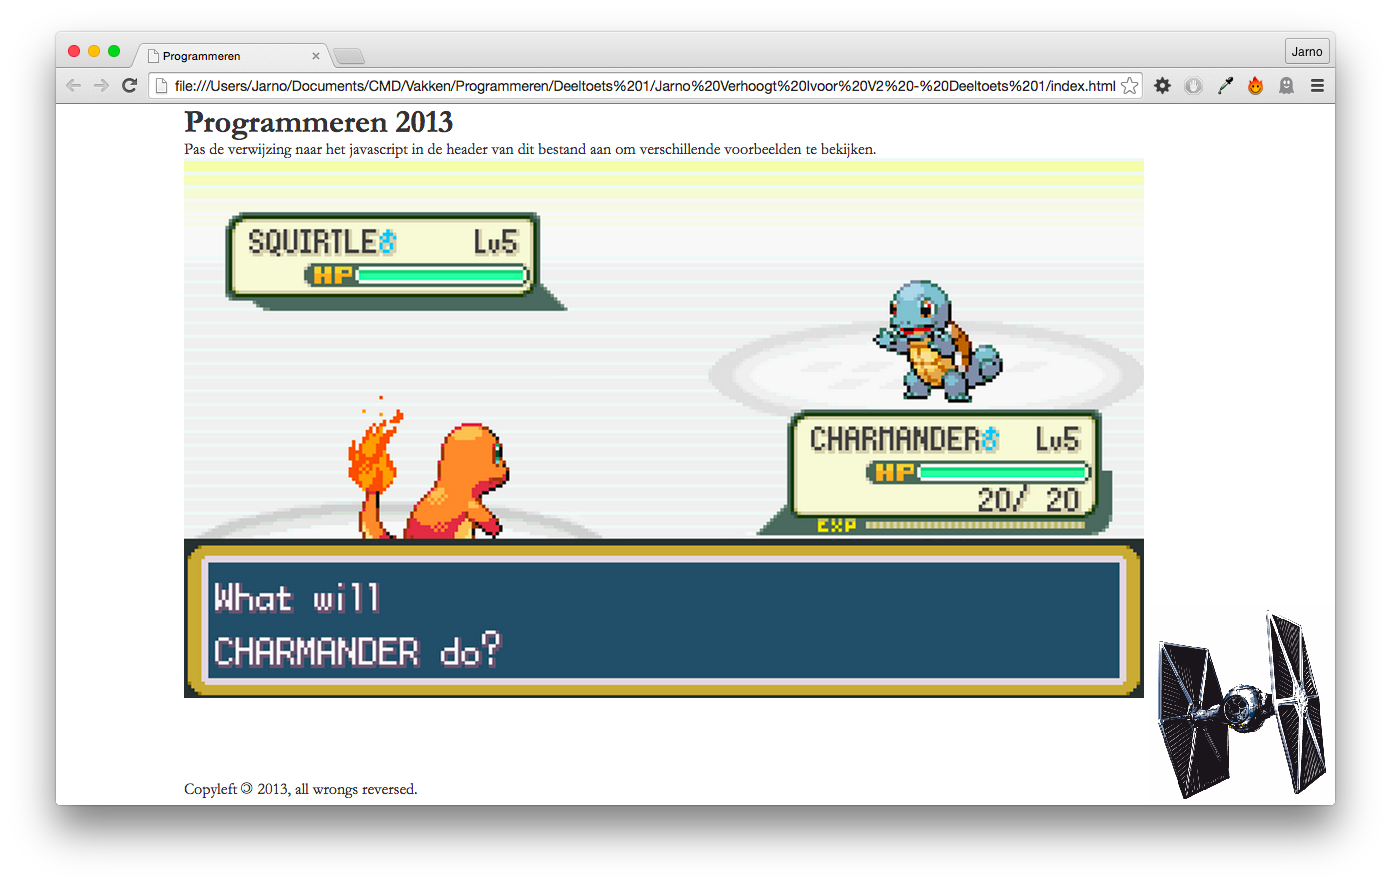 Programmeren
Jarno
file:///Users/Jarno/Documents/CMD/Vakken/Programmeren/Deeltoets%201/Jarno%20Verhoogt%20Ivoor%20V2%20-%20Deeltoets%201/index.html
Programmeren 2013
Pas de verwijzing naar het javascript in de header van dit bestand aan om verschillende voorbeelden te bekijken.
SQUIRTLE♂ Lv5
HP
CHARMANDER♂ Lv5
HP
20/ 20
EXP
What will
CHARMANDER do?
Copyleft 🄯 2013, all wrongs reversed.